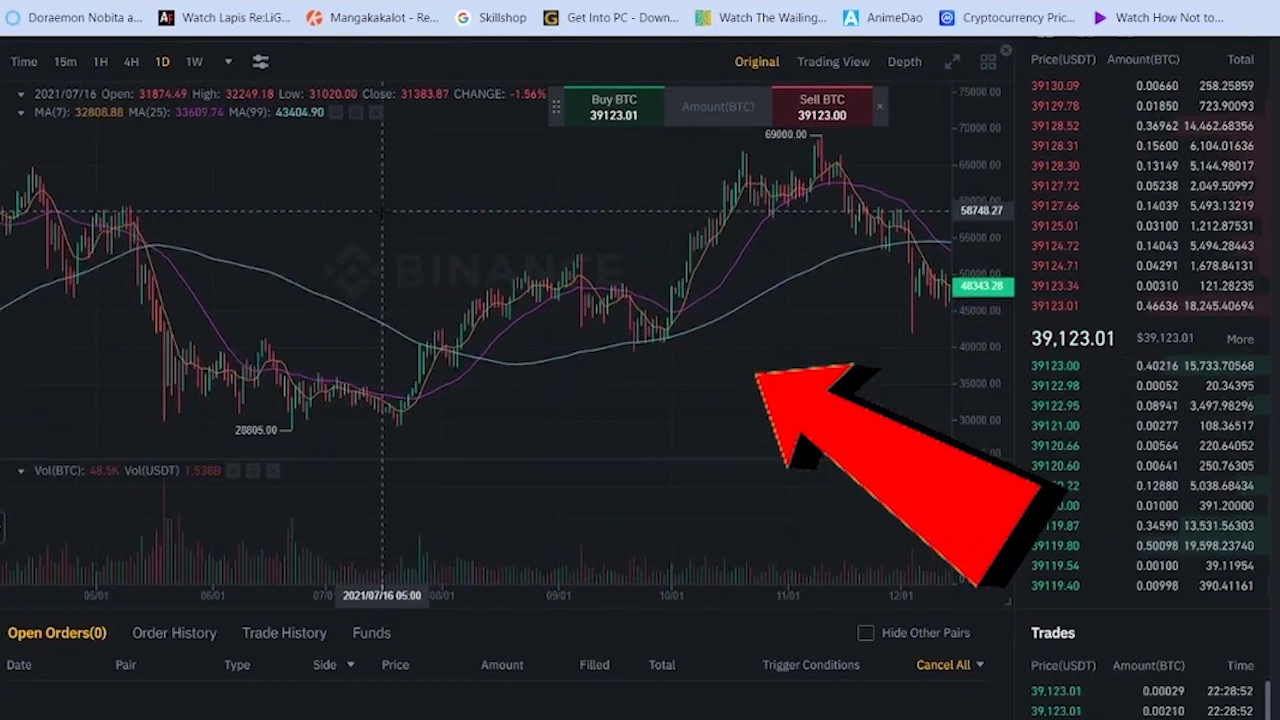 Doraemon Nobita a... Watch Lapis Re:LiG... Mangakakalot - Re... Skillshop Get Into PC - Down... Watch The Wailing... AnimeDao Cryptocurrency Pric... Watch How Not to...
Time 15m 1H 4H 1D 1W Original Trading View Depth
2021/07/16 Open: 31874.49 High: 32249.18 Low: 31020.00 Close: 31383.87 CHANGE: -1.56%
MA(7): 32808.88 MA(25): 33609.74 MA(99): 43404.90
Buy BTC Amount(BTC) Sell BTC
39123.01 39123.00
69000.00
28805.00
BINANCE
75000.00
70000.00
65000.00
58748.27
55000.00
50000.00
48343.28
45000.00
40000.00
35000.00
30000.00
Vol(BTC): 48.5K Vol(USDT) 1.538B
05/01 06/01 07/0 2021/07/16 05:00 08/01 09/01 10/01 11/01 12/01
Price(USDT) Amount(BTC) Total
39130.09 0.00660 258.25859
39129.78 0.01850 723.90093
39128.52 0.36962 14,462.68356
39128.31 0.15600 6,104.01636
39128.30 0.13149 5,144.98017
39127.72 0.05238 2,049.50997
39127.66 0.14039 5,493.13219
39125.01 0.03100 1,212.87531
39124.72 0.14043 5,494.28443
39124.71 0.04291 1,678.84131
39123.34 0.00310 121.28235
39123.01 0.46636 18,245.40694
39,123.01 $39,123.01 More
39123.00 0.40216 15,733.70568
39122.98 0.00052 20.34395
39122.95 0.08941 3,497.98296
39121.00 0.00277 108.36517
39120.66 0.00564 220.64052
39120.60 0.00641 250.76305
0.22 0.12880 5,038.68434
0.00 0.01000 391.20000
119.87 0.34590 13,531.56303
39119.80 0.50098 19,598.23740
39119.54 0.00100 39.11954
39119.40 0.00998 390.41161
Open Orders(0) Order History Trade History Funds Hide Other Pairs
Date Pair Type Side Price Amount Filled Total Trigger Conditions Cancel All
Trades
Price(USDT) Amount(BTC) Time
39,123.01 0.00029 22:28:52
39,123.01 0.00210 22:28:52